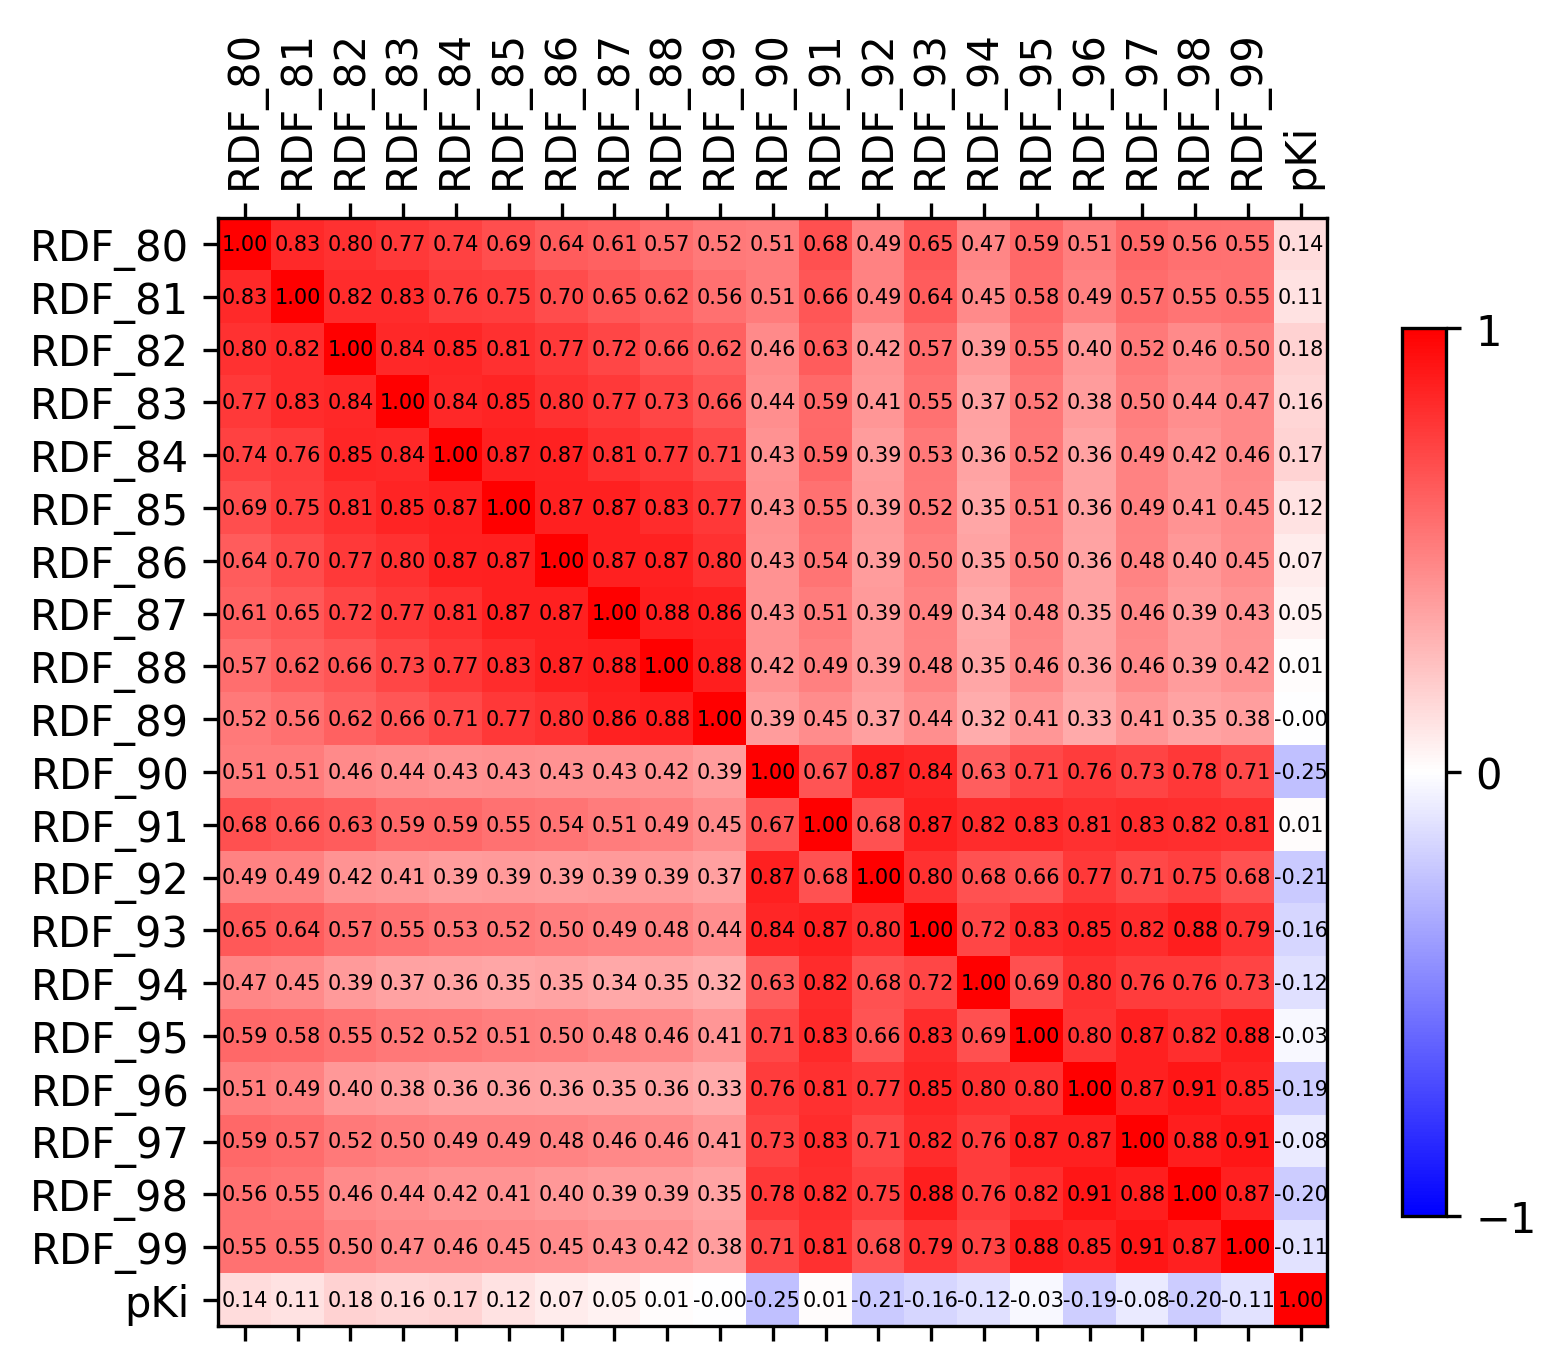 RDF_80 RDF_81 RDF_82 RDF_83 RDF_84 RDF_85 RDF_86 RDF_87 RDF_88 RDF_89 RDF_90 RDF_91 RDF_92 RDF_93 RDF_94 RDF_95 RDF_96 RDF_97 RDF_98 RDF_99 pKi
RDF_80 1.00 0.83 0.80 0.77 0.74 0.69 0.64 0.61 0.57 0.52 0.51 0.68 0.49 0.65 0.47 0.59 0.51 0.59 0.56 0.55 0.14
RDF_81 0.83 1.00 0.82 0.83 0.76 0.75 0.70 0.65 0.62 0.56 0.51 0.66 0.49 0.64 0.45 0.58 0.49 0.57 0.55 0.55 0.11
RDF_82 0.80 0.82 1.00 0.84 0.85 0.81 0.77 0.72 0.66 0.62 0.46 0.63 0.42 0.57 0.39 0.55 0.40 0.52 0.46 0.50 0.18
RDF_83 0.77 0.83 0.84 1.00 0.84 0.85 0.80 0.77 0.73 0.66 0.44 0.59 0.41 0.55 0.37 0.52 0.38 0.50 0.44 0.47 0.16
RDF_84 0.74 0.76 0.85 0.84 1.00 0.87 0.87 0.81 0.77 0.71 0.43 0.59 0.39 0.53 0.36 0.52 0.36 0.49 0.42 0.46 0.17
RDF_85 0.69 0.75 0.81 0.85 0.87 1.00 0.87 0.87 0.83 0.77 0.43 0.55 0.39 0.52 0.35 0.51 0.36 0.49 0.41 0.45 0.12
RDF_86 0.64 0.70 0.77 0.80 0.87 0.87 1.00 0.87 0.87 0.80 0.43 0.54 0.39 0.50 0.35 0.50 0.36 0.48 0.40 0.45 0.07
RDF_87 0.61 0.65 0.72 0.77 0.81 0.87 0.87 1.00 0.88 0.86 0.43 0.51 0.39 0.49 0.34 0.48 0.35 0.46 0.39 0.43 0.05
RDF_88 0.57 0.62 0.66 0.73 0.77 0.83 0.87 0.88 1.00 0.88 0.42 0.49 0.39 0.48 0.35 0.46 0.36 0.46 0.39 0.42 0.01
RDF_89 0.52 0.56 0.62 0.66 0.71 0.77 0.80 0.86 0.88 1.00 0.39 0.45 0.37 0.44 0.32 0.41 0.33 0.41 0.35 0.38 -0.00
RDF_90 0.51 0.51 0.46 0.44 0.43 0.43 0.43 0.43 0.42 0.39 1.00 0.67 0.87 0.84 0.63 0.71 0.76 0.73 0.78 0.71 -0.25
RDF_91 0.68 0.66 0.63 0.59 0.59 0.55 0.54 0.51 0.49 0.45 0.67 1.00 0.68 0.87 0.82 0.83 0.81 0.83 0.82 0.81 0.01
RDF_92 0.49 0.49 0.42 0.41 0.39 0.39 0.39 0.39 0.39 0.37 0.87 0.68 1.00 0.80 0.68 0.66 0.77 0.71 0.75 0.68 -0.21
RDF_93 0.65 0.64 0.57 0.55 0.53 0.52 0.50 0.49 0.48 0.44 0.84 0.87 0.80 1.00 0.72 0.83 0.85 0.82 0.88 0.79 -0.16
RDF_94 0.47 0.45 0.39 0.37 0.36 0.35 0.35 0.34 0.35 0.32 0.63 0.82 0.68 0.72 1.00 0.69 0.80 0.76 0.76 0.73 -0.12
RDF_95 0.59 0.58 0.55 0.52 0.52 0.51 0.50 0.48 0.46 0.41 0.71 0.83 0.66 0.83 0.69 1.00 0.80 0.87 0.82 0.88 -0.03
RDF_96 0.51 0.49 0.40 0.38 0.36 0.36 0.36 0.35 0.36 0.33 0.76 0.81 0.77 0.85 0.80 0.80 1.00 0.87 0.91 0.85 -0.19
RDF_97 0.59 0.57 0.52 0.50 0.49 0.49 0.48 0.46 0.46 0.41 0.73 0.83 0.71 0.82 0.76 0.87 0.87 1.00 0.88 0.91 -0.08
RDF_98 0.56 0.55 0.46 0.44 0.42 0.41 0.40 0.39 0.39 0.35 0.78 0.82 0.75 0.88 0.76 0.82 0.91 0.88 1.00 0.87 -0.20
RDF_99 0.55 0.55 0.50 0.47 0.46 0.45 0.45 0.43 0.42 0.38 0.71 0.81 0.68 0.79 0.73 0.88 0.85 0.91 0.87 1.00 -0.11
pKi 0.14 0.11 0.18 0.16 0.17 0.12 0.07 0.05 0.01 -0.00 -0.25 0.01 -0.21 -0.16 -0.12 -0.03 -0.19 -0.08 -0.20 -0.11 1.00
1
0
−1